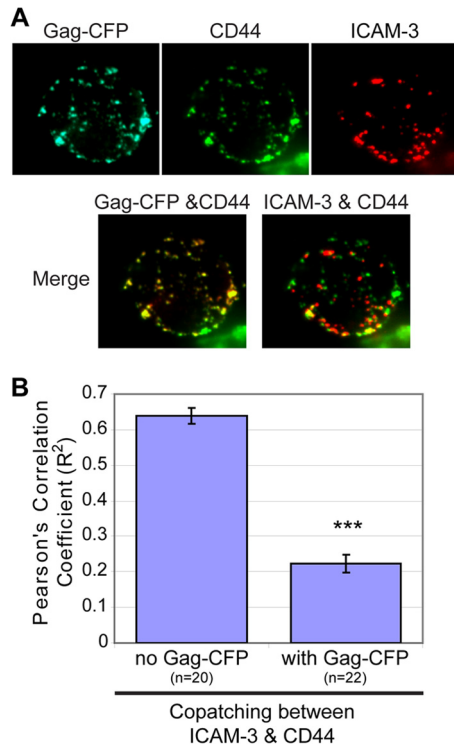 A
Gag-CFP CD44 ICAM-3
Gag-CFP &CD44 ICAM-3 & CD44
Merge
B
Pearson's Correlation
Coefficient (R²)
0.7
0.6
0.5
0.4
0.3
0.2
0.1
0
***
no Gag-CFP with Gag-CFP
(n=20) (n=22)
Copatching between
ICAM-3 & CD44